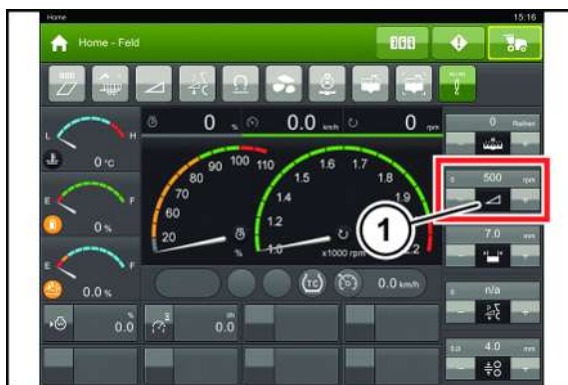 Home
15:16
Home - Feld
0 % 0.0 km/h 0 rpm
0 Reihen
L H
0 °C
E F
0 %
E F
0.0 %
20 60 70 80 90 100 110
%
1.0 1.2 1.4 1.5 1.6 1.7 1.8 1.9 2.2
x1000 rpm
0 500 rpm
1
7.0 mm
n/a
0.0 4.0 mm
TC
0.0 km/h
% 0.0
l/h 0.0